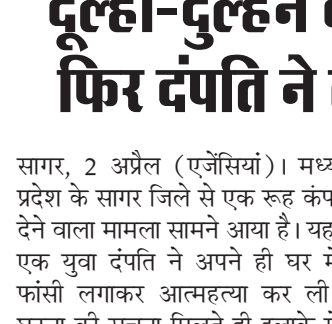 दूल्हा-दुल्हन
फिर दंपति ने
सागर, 2 अप्रैल (एजेंसियां)। मध्य
प्रदेश के सागर जिले से एक रूह कंप
देने वाला मामला सामने आया है। यह
एक युवा दंपति ने अपने ही घर में
फांसी लगाकर आत्महत्या कर ली